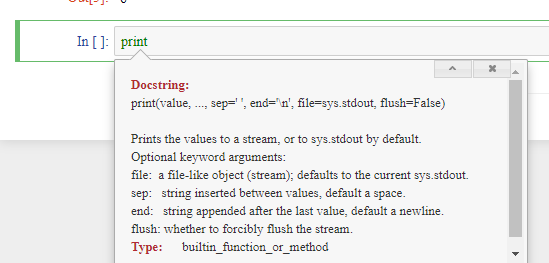 In [ ]: print
Docstring:
print(value, ..., sep=' ', end='\n', file=sys.stdout, flush=False)
Prints the values to a stream, or to sys.stdout by default.
Optional keyword arguments:
file:  a file-like object (stream); defaults to the current sys.stdout.
sep:   string inserted between values, default a space.
end:   string appended after the last value, default a newline.
flush: whether to forcibly flush the stream.
Type:      builtin_function_or_method